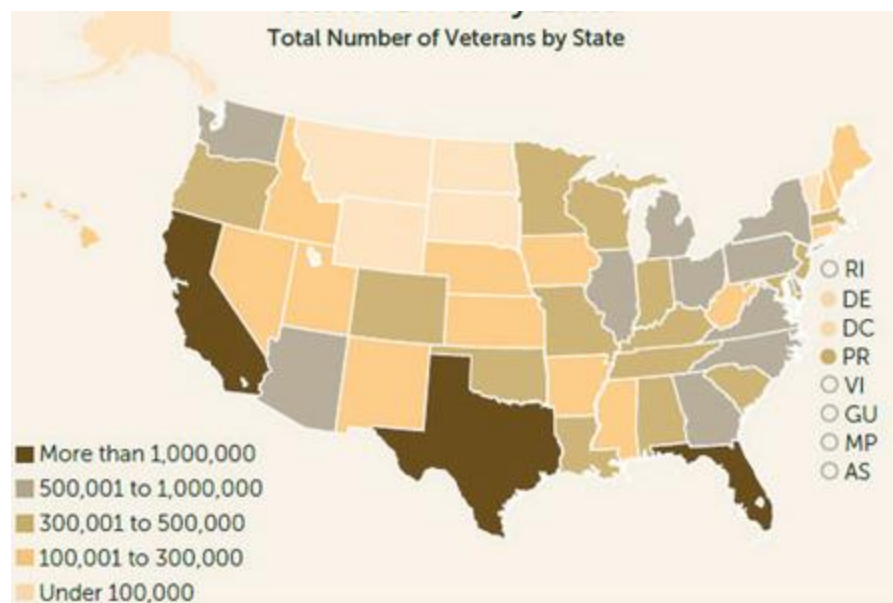 Total Number of Veterans by State
RI
DE
DC
PR
VI
GU
MP
AS
More than 1,000,000
500,001 to 1,000,000
300,001 to 500,000
100,001 to 300,000
Under 100,000